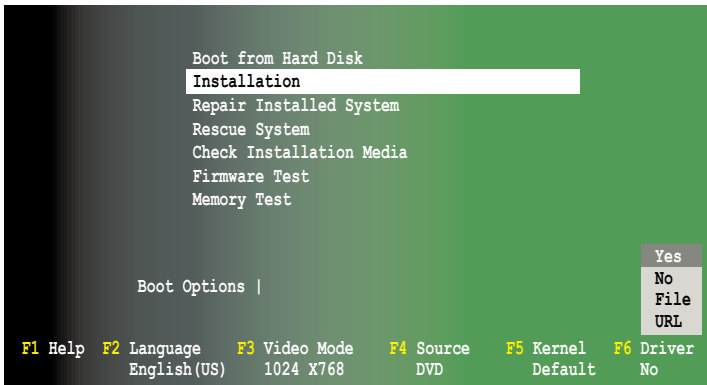 Boot from Hard Disk
Installation
Repair Installed System
Rescue System
Check Installation Media
Firmware Test
Memory Test
Yes
No
File
URL
Boot Options |
F1 Help F2 Language F3 Video Mode F4 Source F5 Kernel F6 Driver
English(US) 1024 X768 DVD Default No